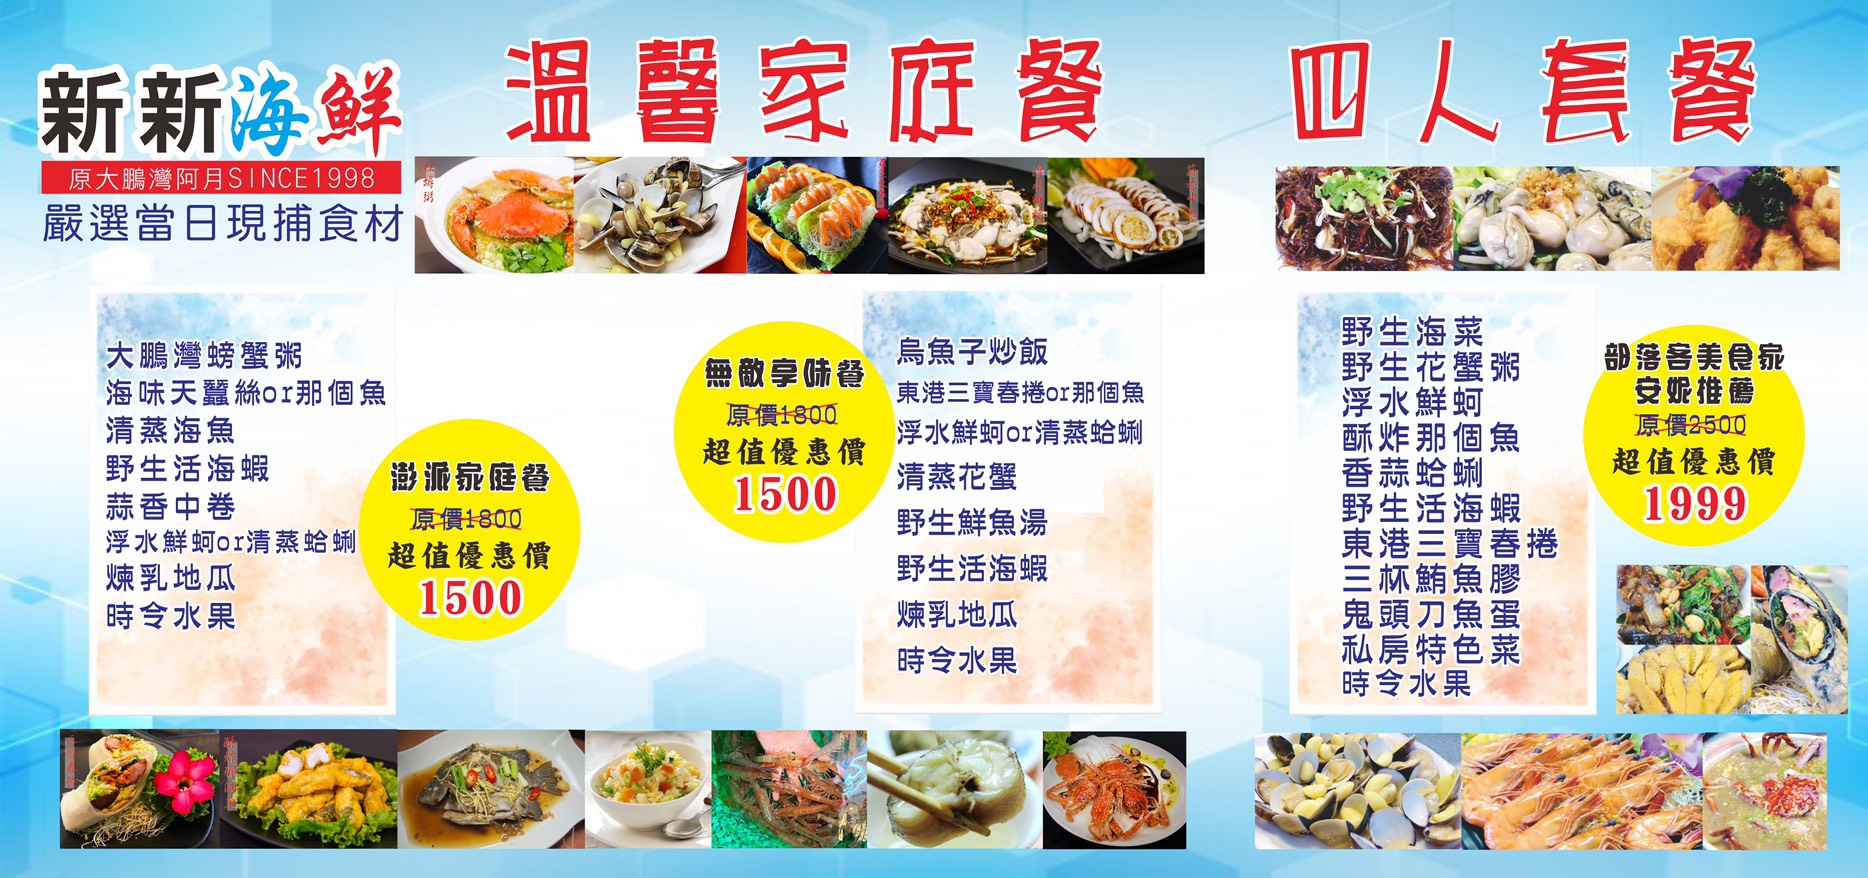 新新海鮮
原大鵬灣阿月SINCE1998
嚴選當日現捕食材
溫馨家庭餐
大鵬灣螃蟹粥
海味天蠶絲or那個魚
清蒸海魚
野生活海蝦
蒜香中卷
浮水鮮蚵or清蒸蛤蜊
煉乳地瓜
時令水果
澎派家庭餐
原價1800
超值優惠價
1500
無敵享味餐
原價1800
超值優惠價
1500
烏魚子炒飯
東港三寶春捲or那個魚
浮水鮮蚵or清蒸蛤蜊
清蒸花蟹
野生鮮魚湯
野生活海蝦
煉乳地瓜
時令水果
四人套餐
野生海菜
野生花蟹粥
浮水鮮蚵
酥炸那個魚
香蒜蛤蜊
野生活海蝦
東港三寶春捲
三杯鮪魚膠
鬼頭刀魚蛋
私房特色菜
時令水果
部落客美食家
安妮推薦
原價2500
超值優惠價
1999